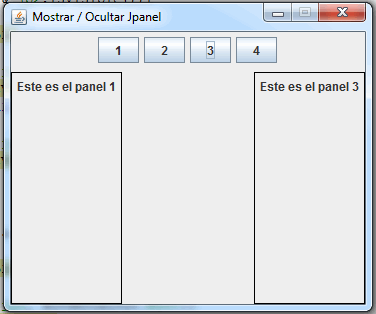 Mostrar / Ocultar Jpanel
1 2 3 4
Este es el panel 1
Este es el panel 3